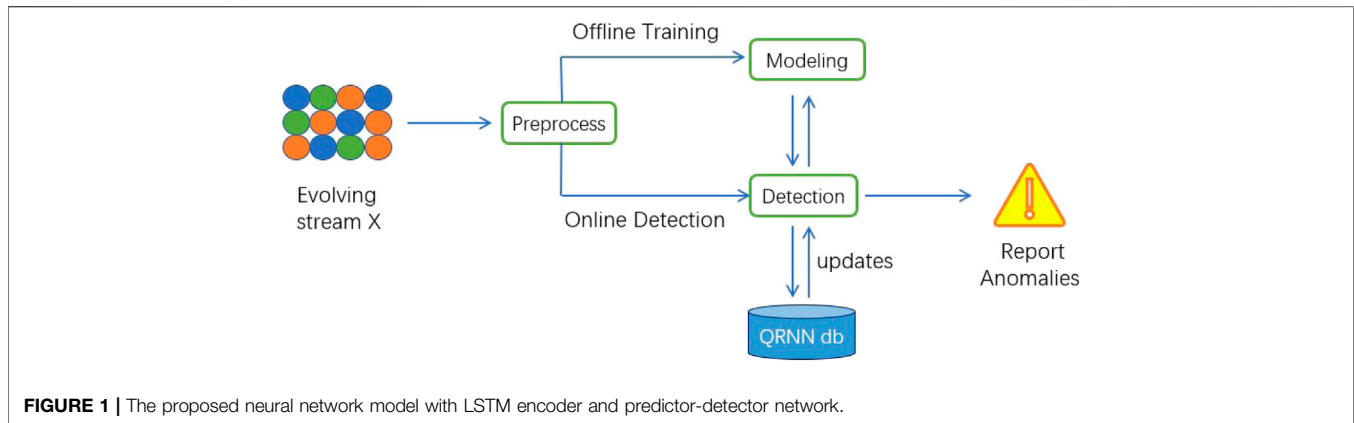 Offline Training
Modeling
Preprocess
Evolving
stream X
Detection
Online Detection
updates
Report
Anomalies
QRNN db
FIGURE 1 | The proposed neural network model with LSTM encoder and predictor-detector network.